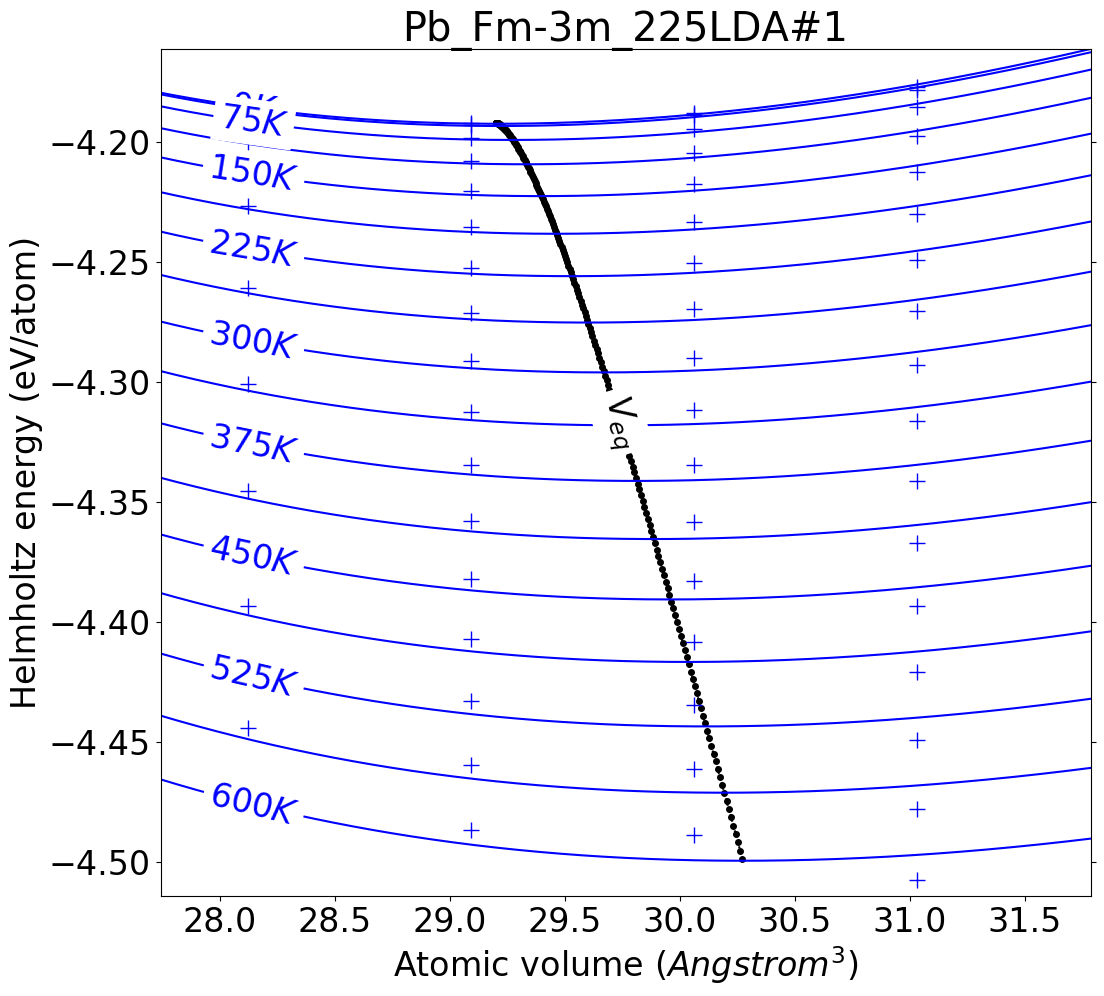 Pb_Fm-3m_225LDA#1
Helmholtz energy (eV/atom)
−4.20
−4.25
−4.30
−4.35
−4.40
−4.45
−4.50
75K
150K
225K
300K
375K
450K
525K
600K
V_eq
28.0 28.5 29.0 29.5 30.0 30.5 31.0 31.5
Atomic volume (Angstrom³)